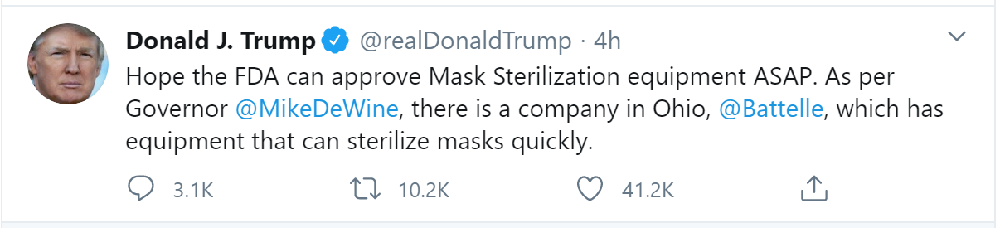 Donald J. Trump @realDonaldTrump · 4h
Hope the FDA can approve Mask Sterilization equipment ASAP. As per
Governor @MikeDeWine, there is a company in Ohio, @Battelle, which has
equipment that can sterilize masks quickly.
3.1K 10.2K 41.2K